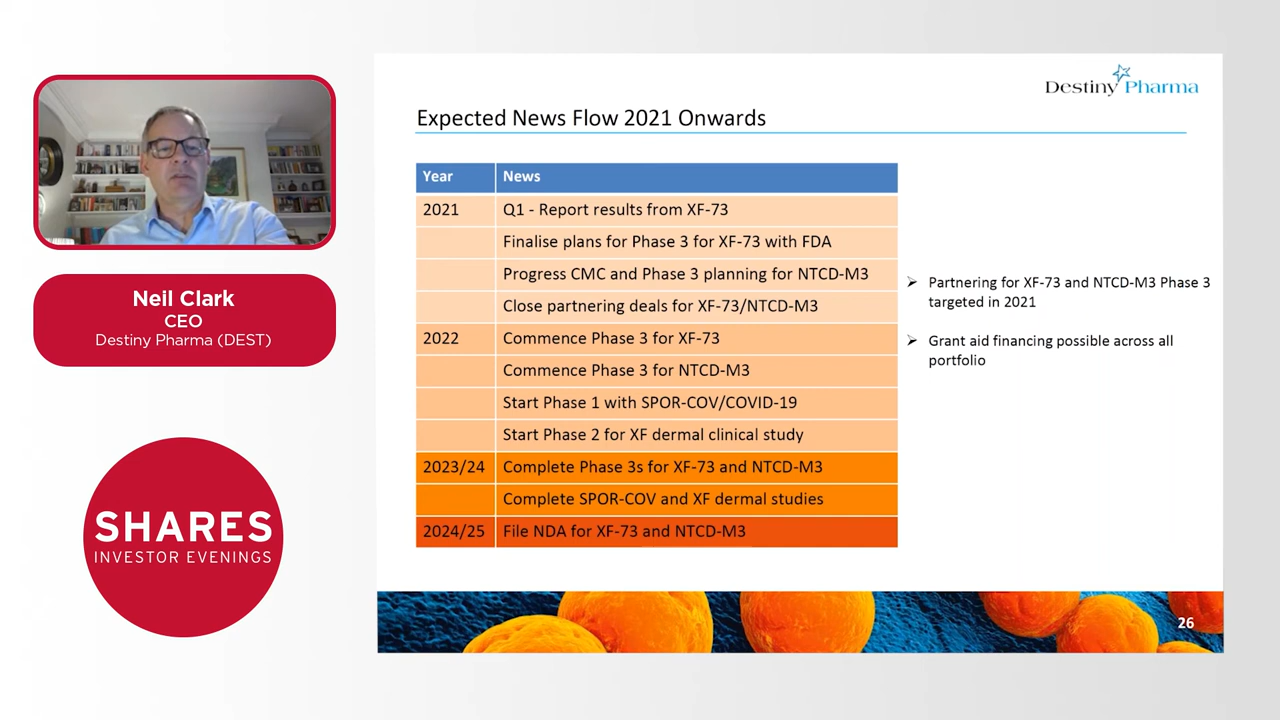 Neil Clark
CEO
Destiny Pharma (DEST)
SHARES
INVESTOR EVENINGS
Destiny Pharma
Expected News Flow 2021 Onwards
Year News
2021 Q1 - Report results from XF-73
Finalise plans for Phase 3 for XF-73 with FDA
Progress CMC and Phase 3 planning for NTCD-M3
Close partnering deals for XF-73/NTCD-M3
2022 Commence Phase 3 for XF-73
Commence Phase 3 for NTCD-M3
Start Phase 1 with SPOR-COV/COVID-19
Start Phase 2 for XF dermal clinical study
2023/24 Complete Phase 3s for XF-73 and NTCD-M3
Complete SPOR-COV and XF dermal studies
2024/25 File NDA for XF-73 and NTCD-M3
Partnering for XF-73 and NTCD-M3 Phase 3
targeted in 2021
Grant aid financing possible across all
portfolio
26